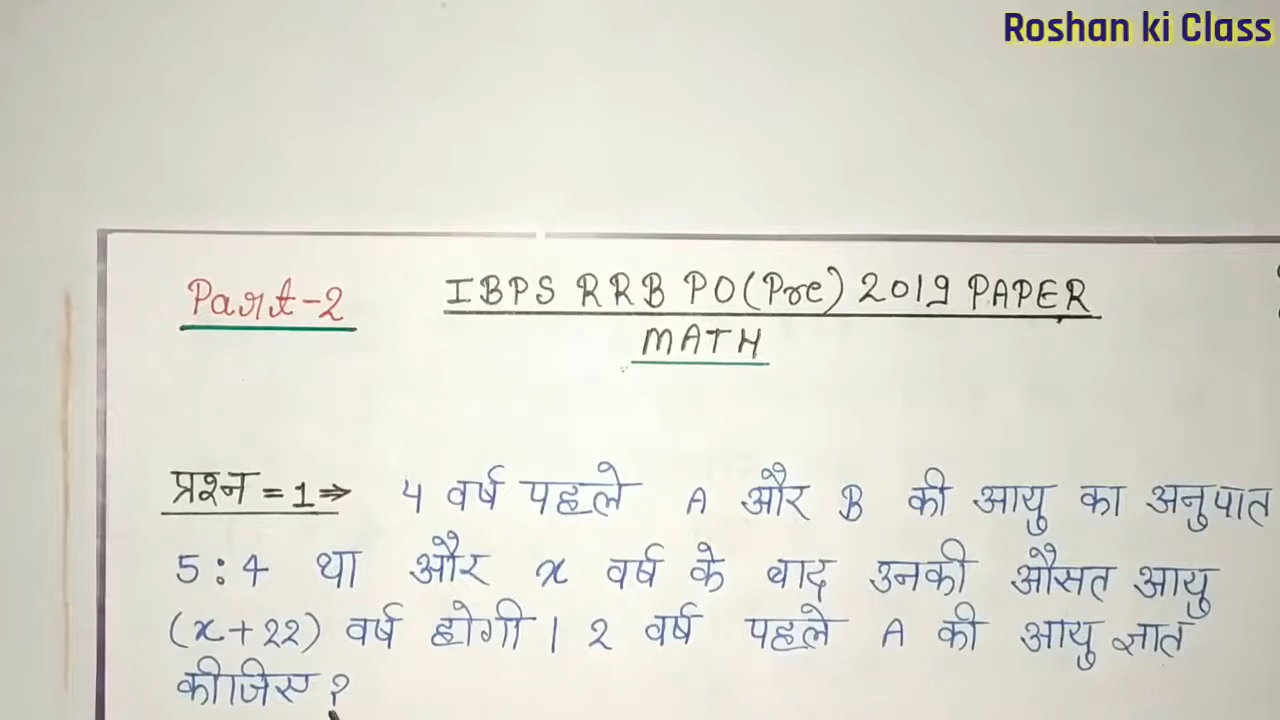 Roshan ki Class
Part-2
IBPS RRB PO(Pre) 2019 PAPER
MATH
प्रश्न = 1 ⇒ 4 वर्ष पहले A और B की आयु का अनुपात
5:4 था और x वर्ष के बाद उनकी औसत आयु
(x+22) वर्ष होगी। 2 वर्ष पहले A की आयु ज्ञात
कीजिए ?